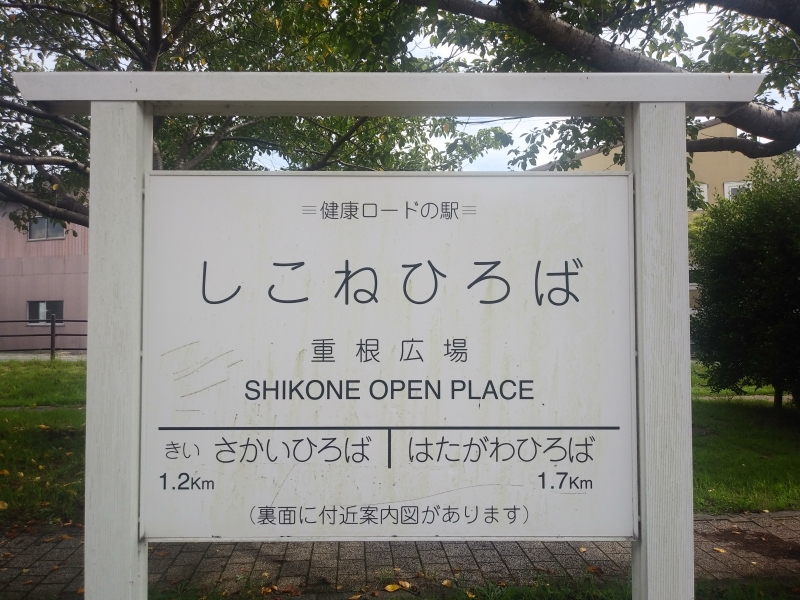 ≡健康ロードの駅≡
しこねひろば
重根広場
SHIKONE OPEN PLACE
きい さかいひろば | はたがわひろば
1.2Km 1.7Km
（裏面に付近案内図があります）